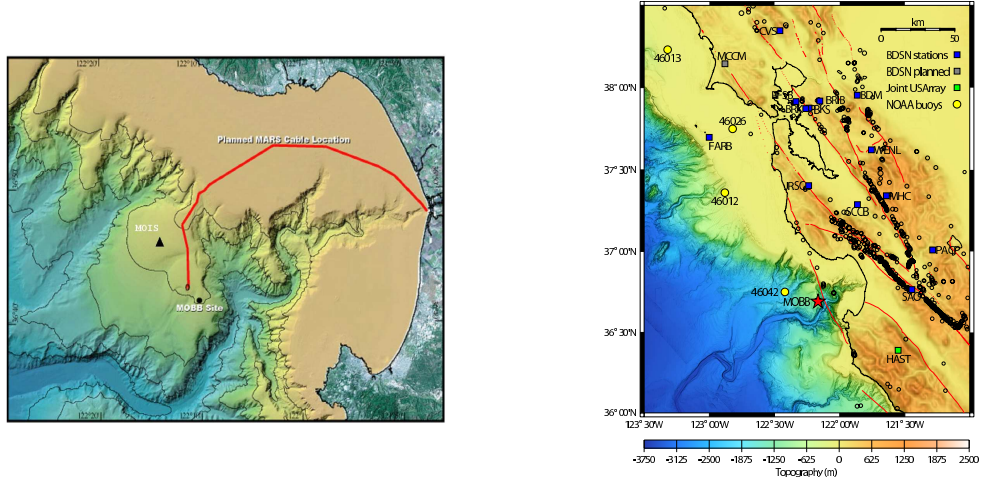 122°20'
122°10'
Planned MARS Cable Location
MOIS
MOBB Site
122°20'
122°10'
km
0
50
BDSN stations
BDSN planned
Joint USArray
NOAA buoys
CVS
46013
MCCM
BDM
BRIB
46026
FARB
WENL
JRSC
MHC
46012
SCCB
PACP
46042
MOBB
SAO
HAST
38° 00'N
37° 30'N
37° 00'N
36° 30'N
36° 00'N
123° 30'
123° 00'
122° 30'
122° 00'
121° 30'
-3750
-3125
-2500
-1875
-1250
-625
0
625
1250
1875
2500
Topography (m)